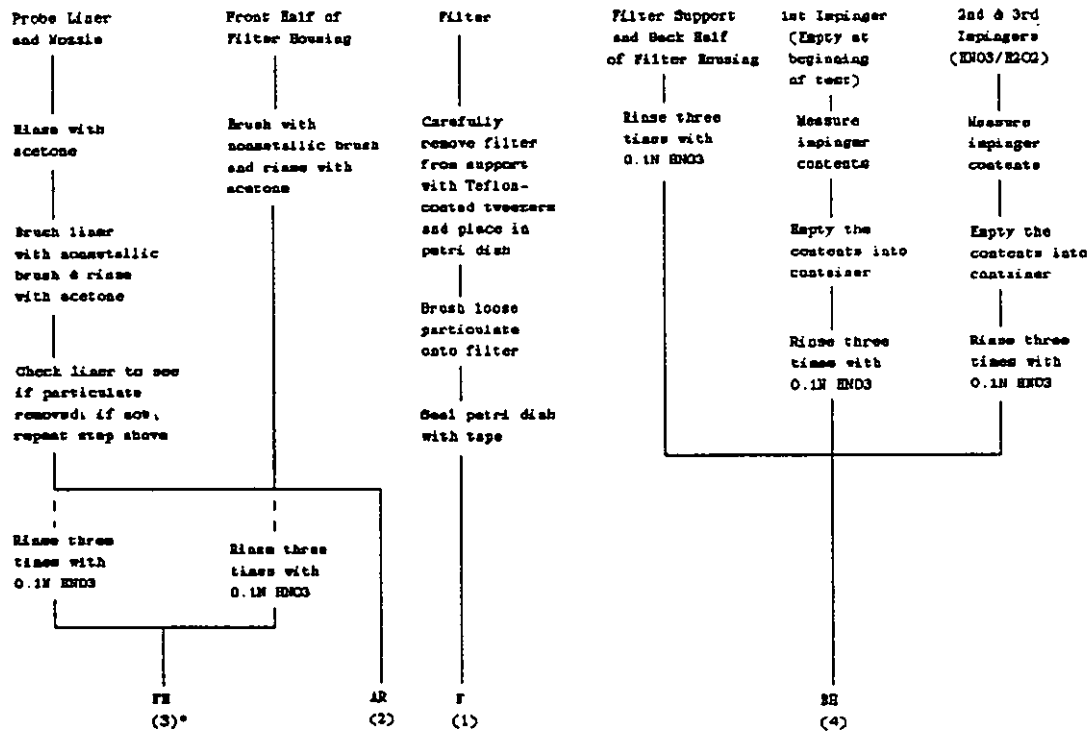 Probe Liner
and Nozzle
Rinse with
acetone
Brush liner
with nonmetallic
brush & rinse
with acetone
Check liner to see
if particulate
removed; if not,
repeat step above
Rinse three
times with
0.1N HNO3
Front Half of
Filter Housing
Brush with
nonmetallic brush
and rinse with
acetone
Rinse three
times with
0.1N HNO3
FH
(3)*
AR
(2)
Filter
Carefully
remove filter
from support
with Teflon-
coated tweezers
and place in
petri dish
Brush loose
particulate
onto filter
Seal petri dish
with tape
F
(1)
Filter Support
and Back Half
of Filter Housing
Rinse three
times with
0.1N HNO3
1st Impinger
(Empty at
beginning
of test)
Measure
impinger
contents
Empty the
contents into
container
Rinse three
times with
0.1N HNO3
2nd & 3rd
Impingers
(HNO3/H2O2)
Measure
impinger
contents
Empty the
contents into
container
Rinse three
times with
0.1N HNO3
BH
(4)